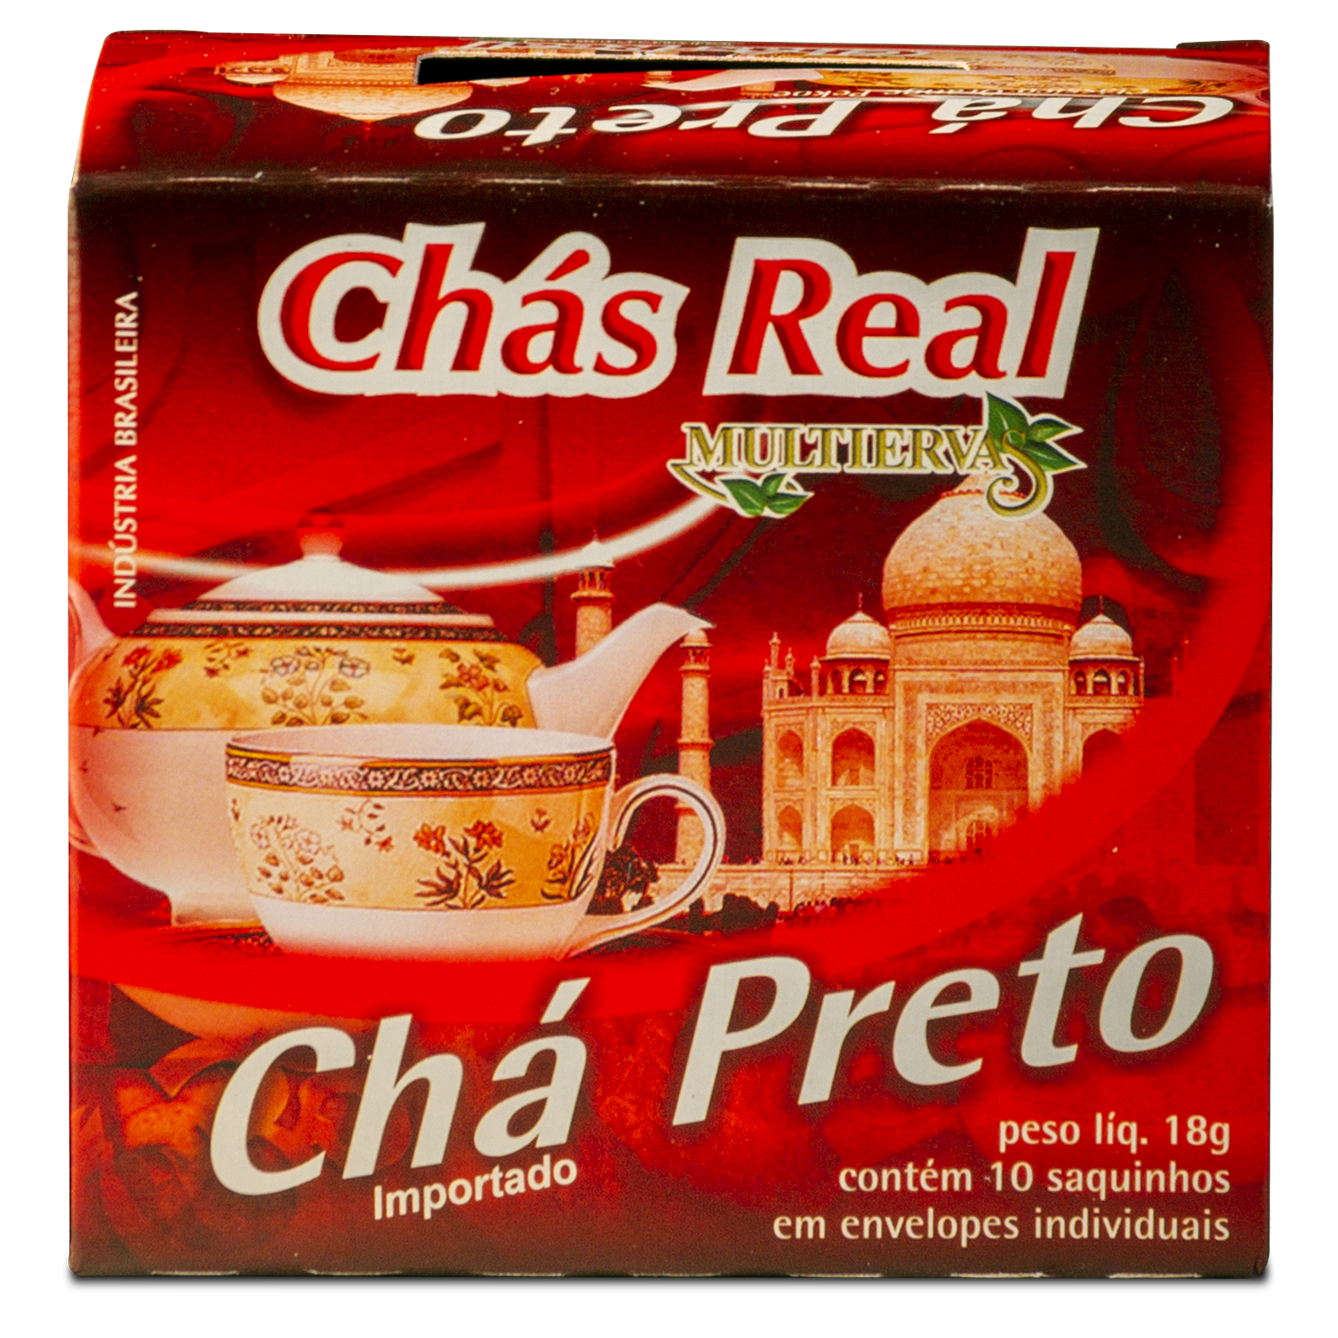 Chá Preto
Chás Real
MULTIERVAS
INDÚSTRIA BRASILEIRA
Chá Preto
Importado
peso líq. 18g
contém 10 saquinhos
em envelopes individuais